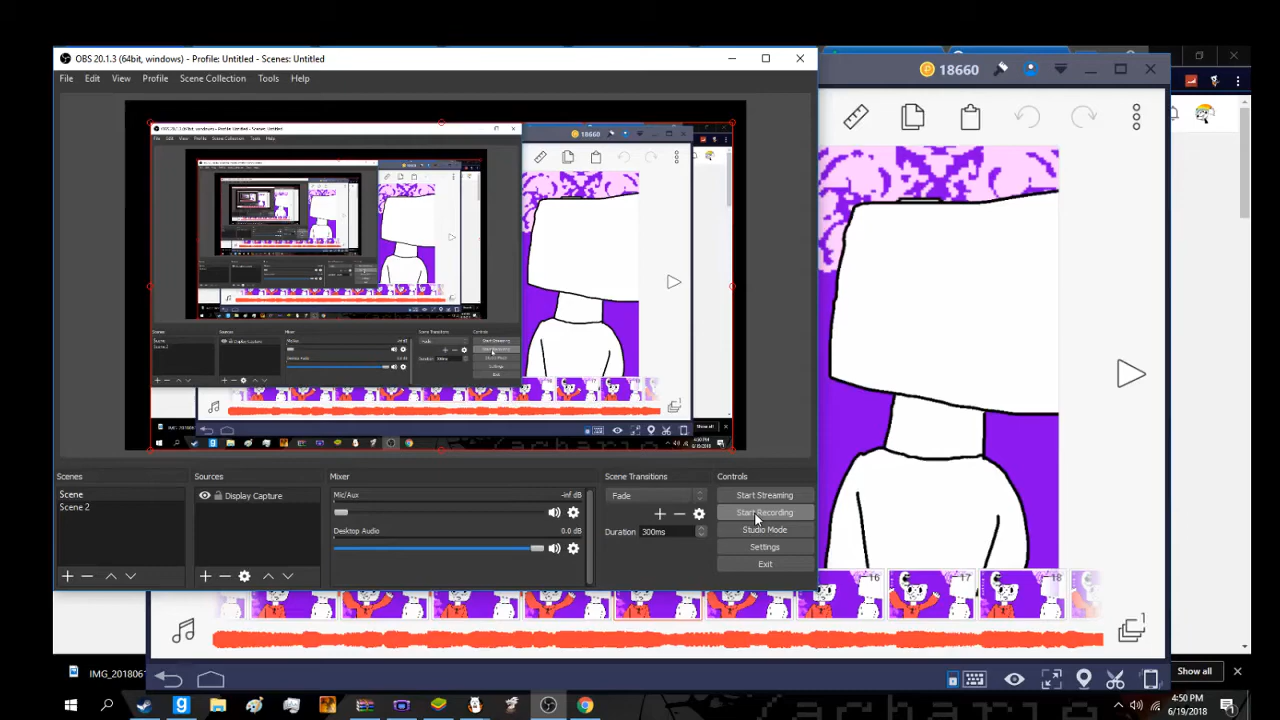 OBS 20.1.3 (64bit, windows) - Profile: Untitled - Scenes: Untitled
18660
File Edit View Profile Scene Collection Tools Help
18660
Scenes Sources Mixer Scene Transitions Controls
Scene
Scene 2
Display Capture
Mic/Aux -inf dB
Desktop Audio 0.0 dB
Fade
Duration 300ms
Start Streaming
Start Recording
Studio Mode
Settings
Exit
-16 -17 -18
IMG_201806
Show all
4:50 PM
6/19/2018